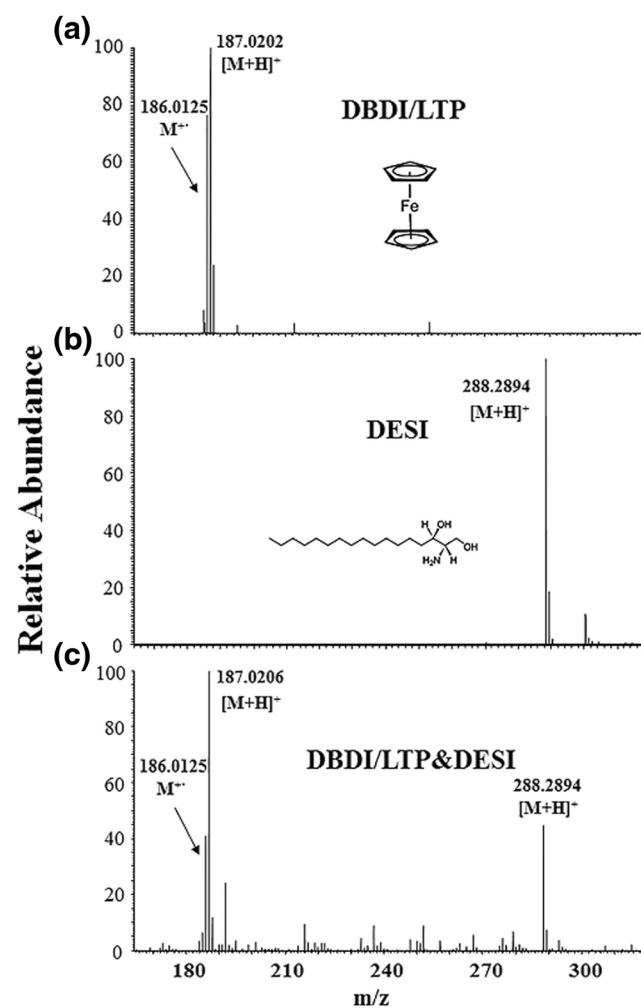 (a)
100
80
60
40
20
0
187.0202
[M+H]⁺
186.0125
M⁺·
DBDI/LTP
Fe
(b)
100
80
60
40
20
0
288.2894
[M+H]⁺
DESI
H OH
OH
H₂N H
Relative Abundance
(c)
100
80
60
40
20
0
187.0206
[M+H]⁺
186.0125
M⁺·
DBDI/LTP&DESI
288.2894
[M+H]⁺
180 210 240 270 300
m/z